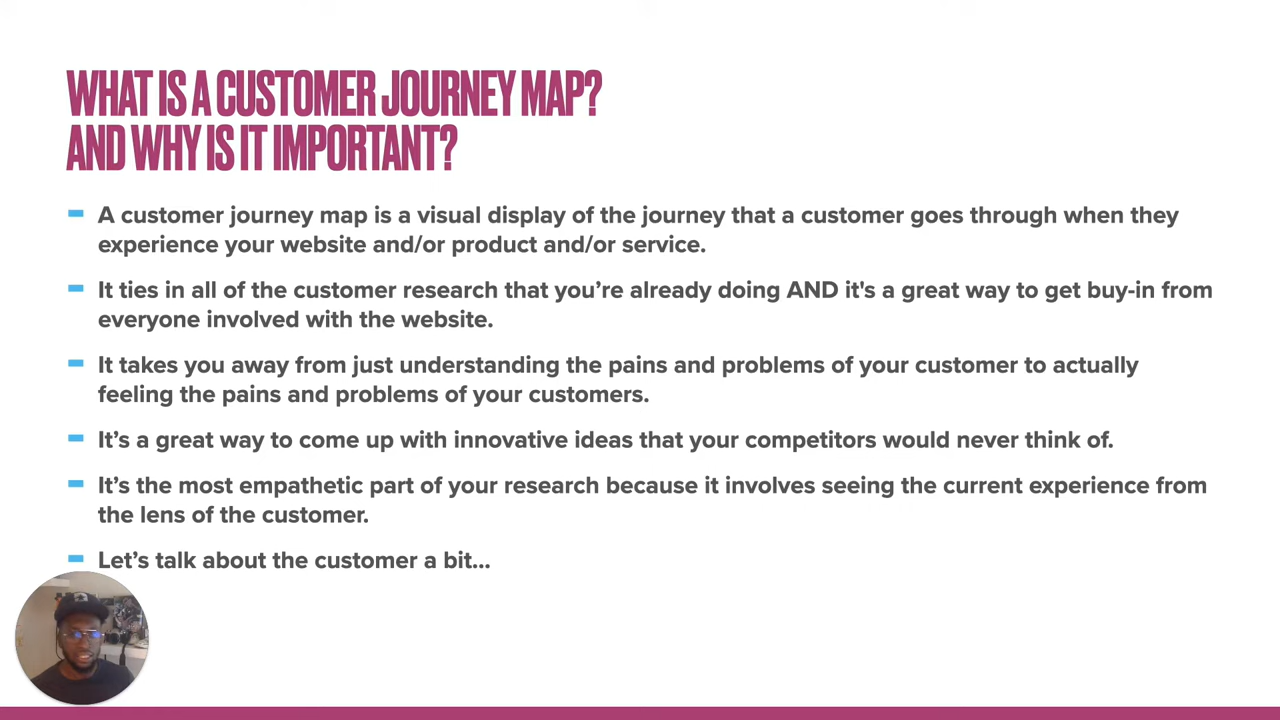 WHAT IS A CUSTOMER JOURNEY MAP?
AND WHY IS IT IMPORTANT?
A customer journey map is a visual display of the journey that a customer goes through when they
experience your website and/or product and/or service.
It ties in all of the customer research that you’re already doing AND it's a great way to get buy-in from
everyone involved with the website.
It takes you away from just understanding the pains and problems of your customer to actually
feeling the pains and problems of your customers.
It’s a great way to come up with innovative ideas that your competitors would never think of.
It’s the most empathetic part of your research because it involves seeing the current experience from
the lens of the customer.
Let’s talk about the customer a bit...